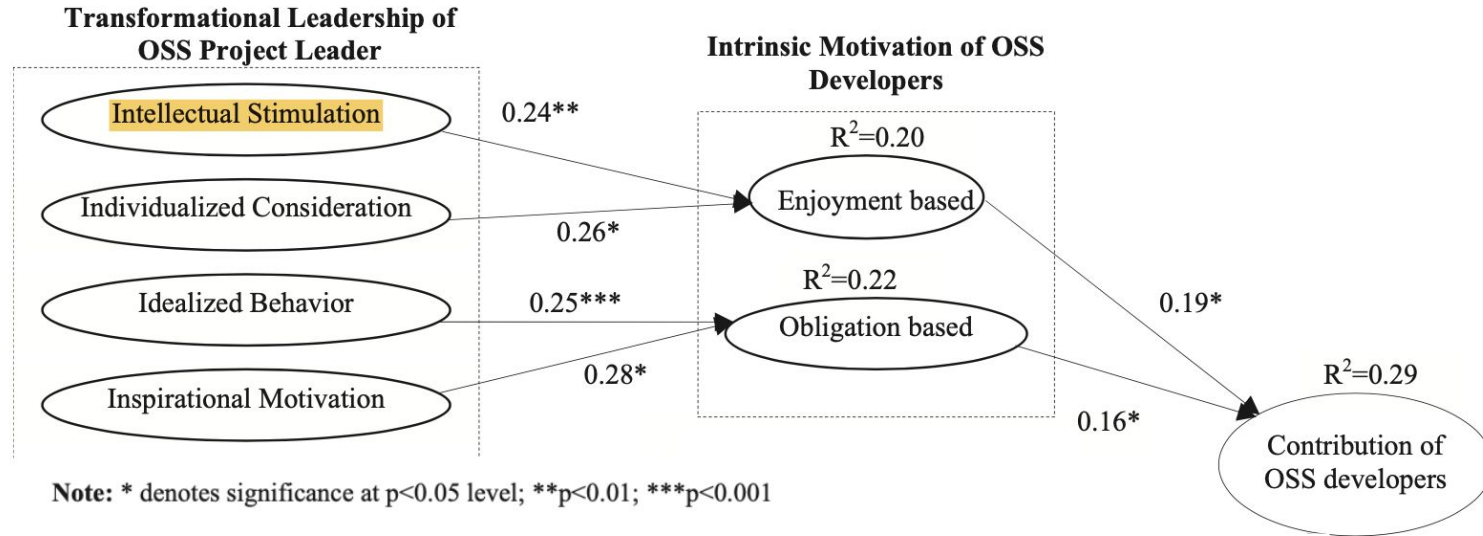 Transformational Leadership of
OSS Project Leader
Intrinsic Motivation of OSS
Developers
Intellectual Stimulation
0.24**
R²=0.20
Individualized Consideration
Enjoyment based
0.26*
Idealized Behavior
0.25***
R²=0.22
Obligation based
0.19*
Inspirational Motivation
0.28*
0.16*
R²=0.29
Contribution of
OSS developers
Note: * denotes significance at p<0.05 level; **p<0.01; ***p<0.001